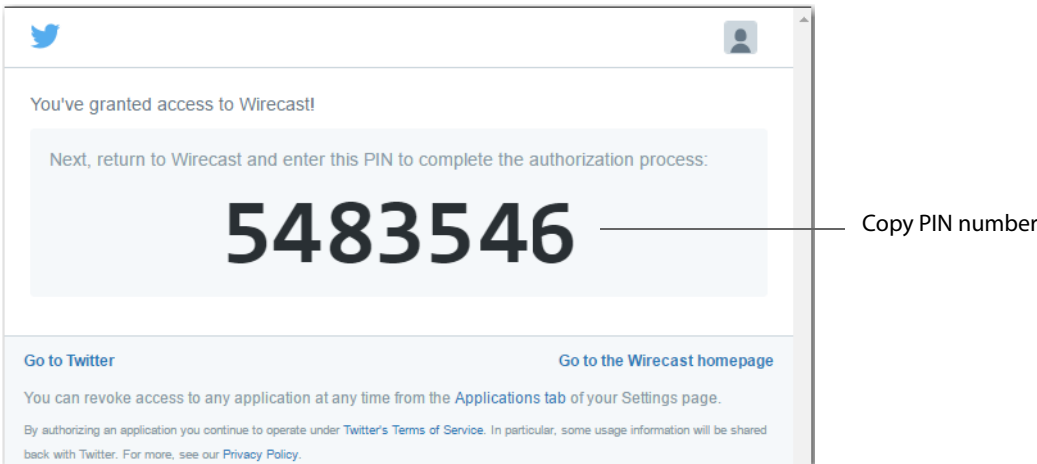 You've granted access to Wirecast!
Next, return to Wirecast and enter this PIN to complete the authorization process:
5483546
Copy PIN number
Go to Twitter
Go to the Wirecast homepage
You can revoke access to any application at any time from the Applications tab of your Settings page.
By authorizing an application you continue to operate under Twitter's Terms of Service. In particular, some usage information will be shared
back with Twitter. For more, see our Privacy Policy.